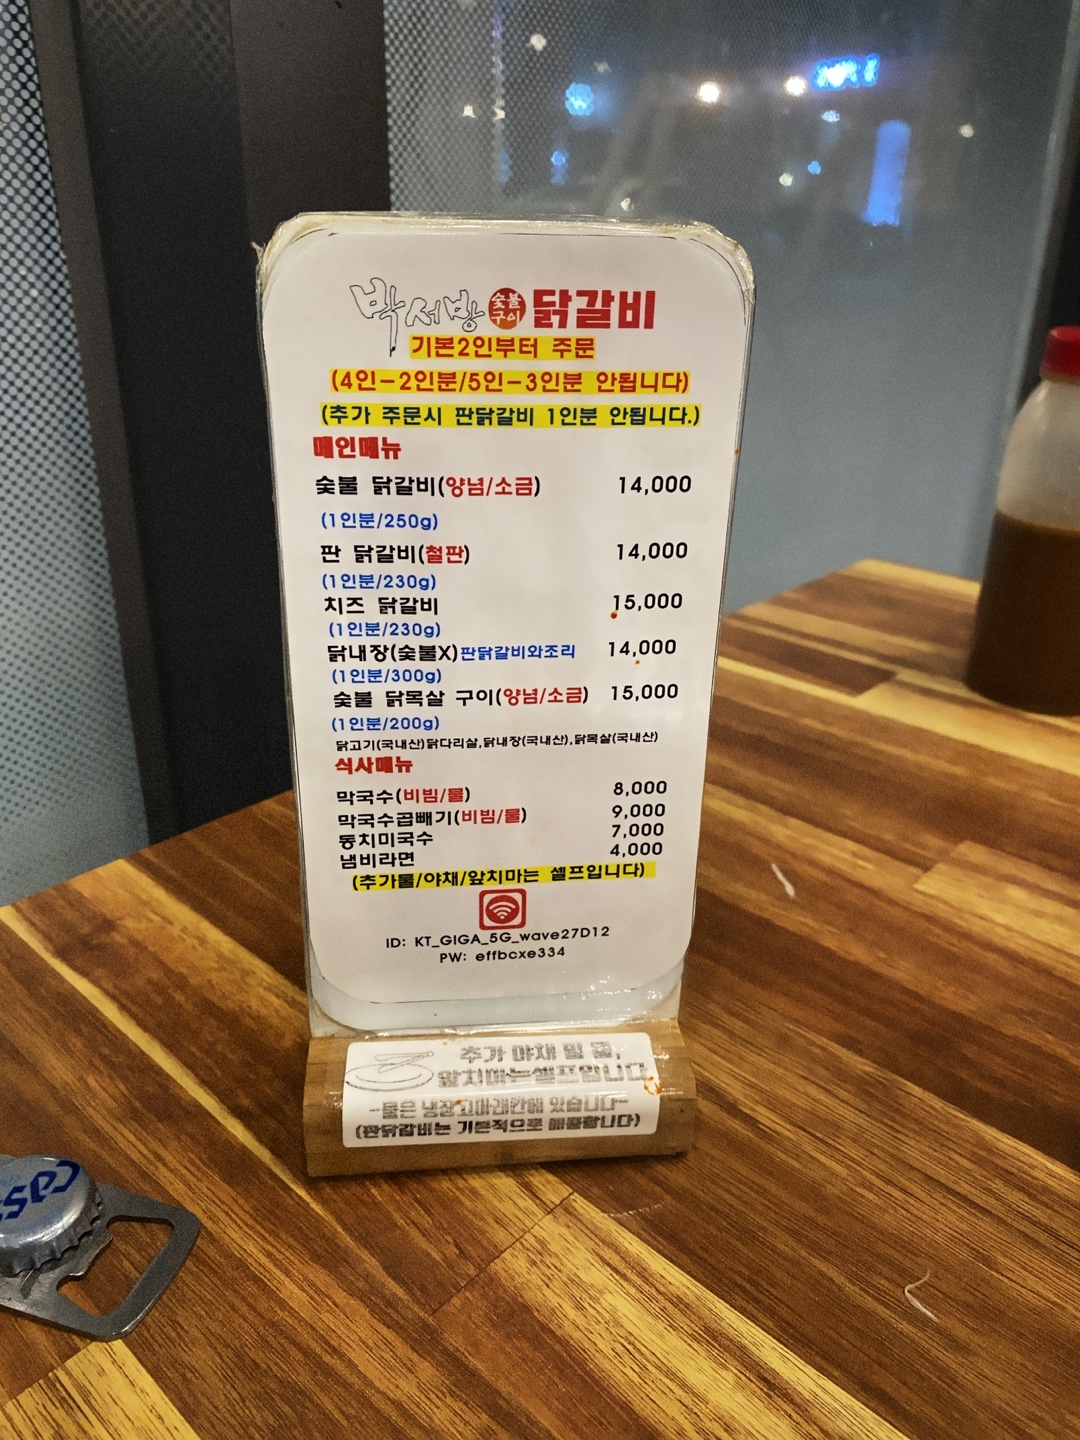 박서방 숯불구이 닭갈비
기본2인부터 주문
(4인-2인분/5인-3인분 안됩니다)
(추가 주문시 판닭갈비 1인분 안됩니다.)
메인메뉴
숯불 닭갈비(양념/소금) 14,000
(1인분/250g)
판 닭갈비(철판) 14,000
(1인분/230g)
치즈 닭갈비 15,000
(1인분/230g)
닭내장(숯불X)판닭갈비와조리 14,000
(1인분/300g)
숯불 닭목살 구이(양념/소금) 15,000
(1인분/200g)
닭고기(국내산)닭다리살,닭내장(국내산),닭목살(국내산)
식사메뉴
막국수(비빔/물) 8,000
막국수곱빼기(비빔/물) 9,000
동치미국수 7,000
냄비라면 4,000
(추가물/야채/앞치마는 셀프입니다)
ID: KT_GIGA_5G_wave27D12
PW: effbcxe334
추가 야채 및 물,
앞치마는셀프입니다
-물은 냉장고아래칸에 있습니다-
(판닭갈비는 기본적으로 매콤합니다)